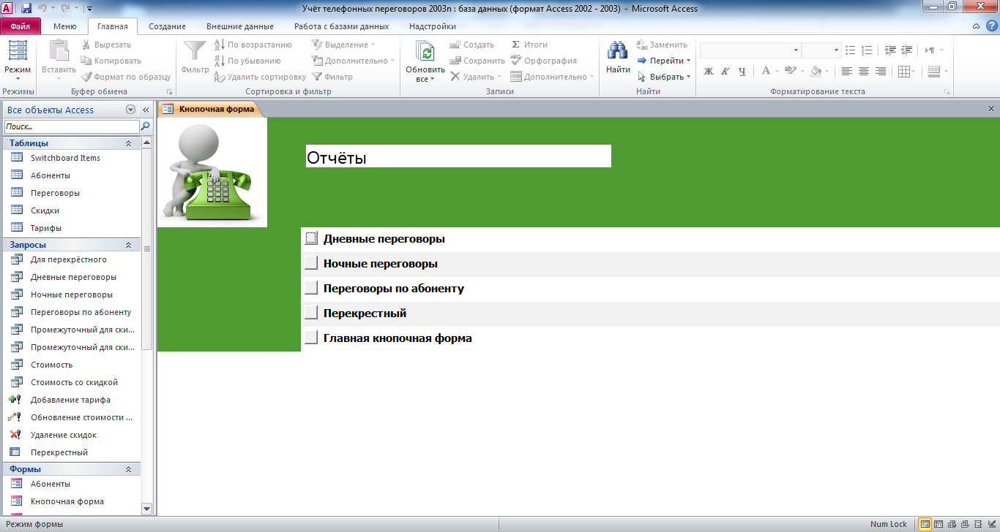 Учёт телефонных переговоров 2003п : база данных (формат Access 2002 - 2003) - Microsoft Access
Файл Меню Главная Создание Внешние данные Работа с базами данных Надстройки
Режим
Режимы
Вставить
Вырезать
Копировать
Формат по образцу
Буфер обмена
Фильтр
По возрастанию
По убыванию
Удалить сортировку
Выделение
Дополнительно
Фильтр
Сортировка и фильтр
Обновить
все
Создать
Сохранить
Удалить
Итоги
Орфография
Дополнительно
Записи
Найти
Заменить
Перейти
Выбрать
Найти
Ж К Ч А
Форматирование текста
Все объекты Access
Поиск...
Таблицы
Switchboard Items
Абоненты
Переговоры
Скидки
Тарифы
Запросы
Для перекрёстного
Дневные переговоры
Ночные переговоры
Переговоры по абоненту
Промежуточный для ски...
Промежуточный для ски...
Стоимость
Стоимость со скидкой
Добавление тарифа
Обновление стоимости ...
Удаление скидок
Перекрестный
Формы
Абоненты
Кнопочная форма
Кнопочная форма
Отчёты
Дневные переговоры
Ночные переговоры
Переговоры по абоненту
Перекрестный
Главная кнопочная форма
Режим формы
Num Lock